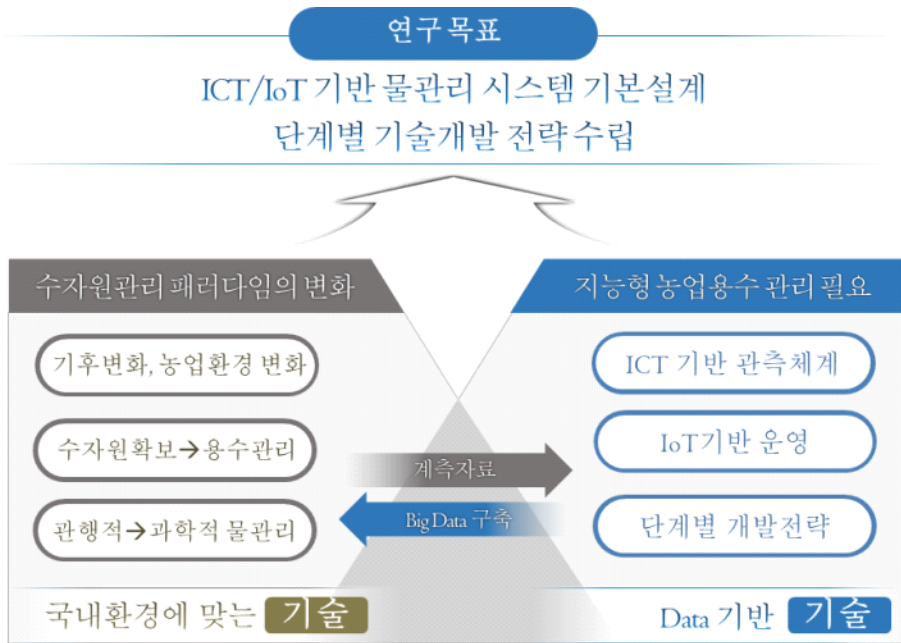 연구 목표
ICT/IoT 기반 물관리 시스템 기본설계
단계별 기술개발 전략 수립
수자원관리 패러다임의 변화
기후변화, 농업환경 변화
수자원확보→용수관리
관행적→과학적 물관리
국내환경에 맞는 기술
계측자료
Big Data 구축
지능형 농업용수 관리 필요
ICT 기반 관측체계
IoT기반 운영
단계별 개발전략
Data 기반 기술